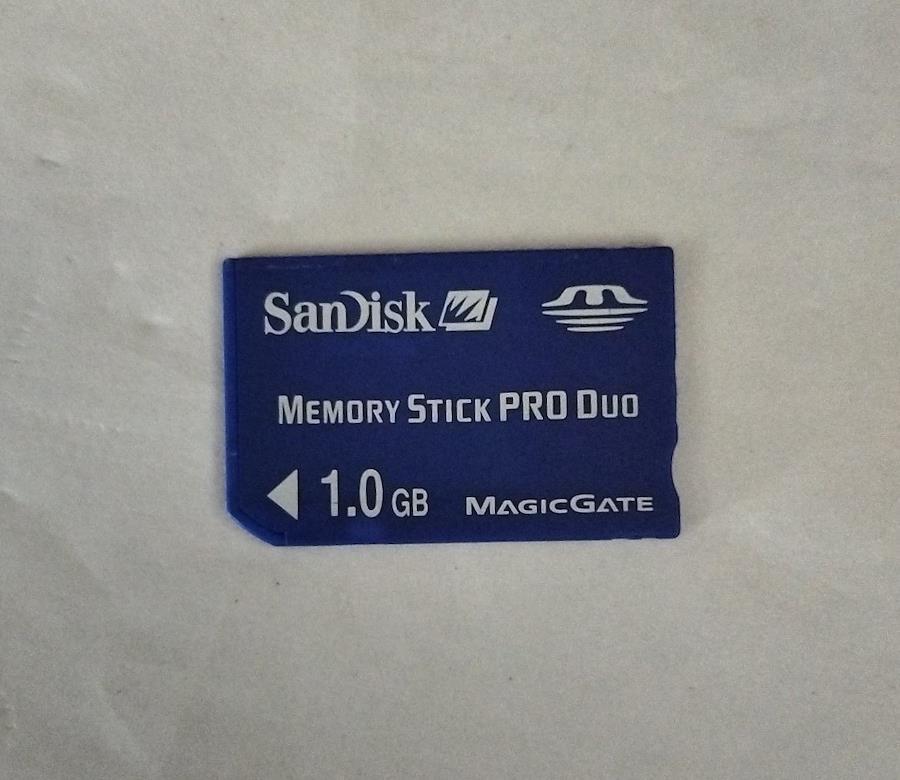 SanDisk
MEMORY STICK PRO DUO
1.0 GB MAGICGATE